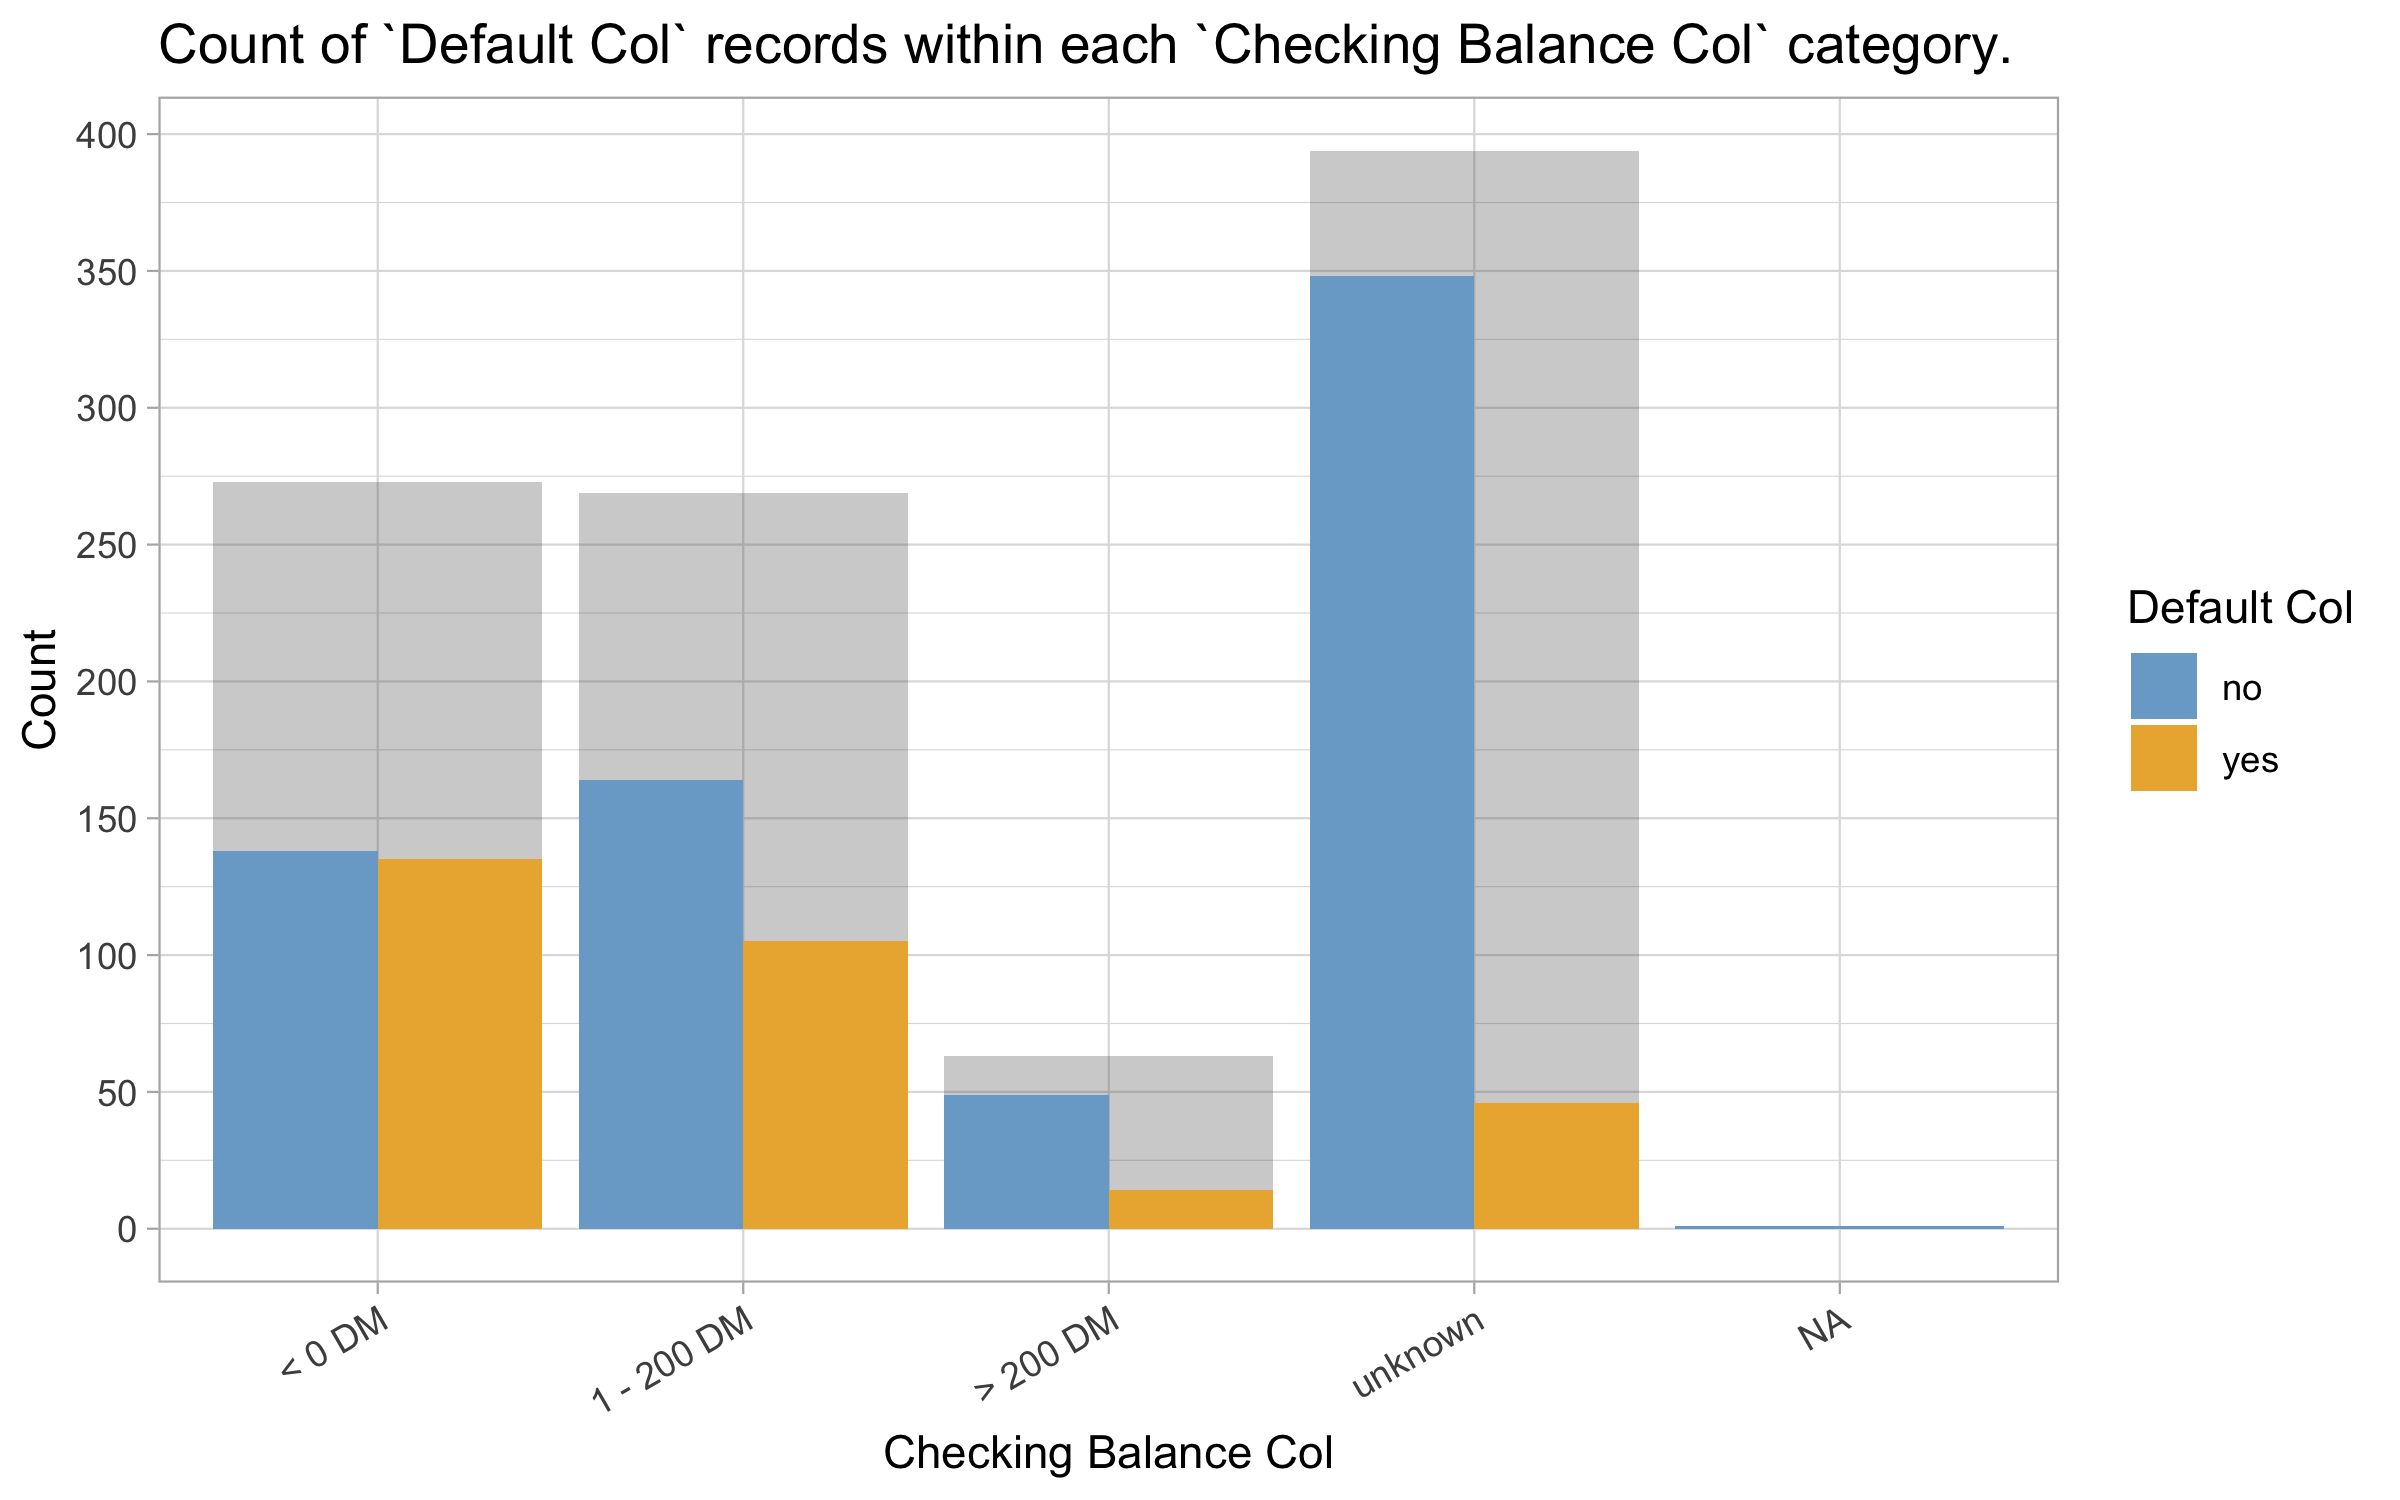 Count of `Default Col` records within each `Checking Balance Col` category.
400
350
300
250
200
150
100
50
0
Count
< 0 DM
1 - 200 DM
> 200 DM
unknown
NA
Checking Balance Col
Default Col
no
yes